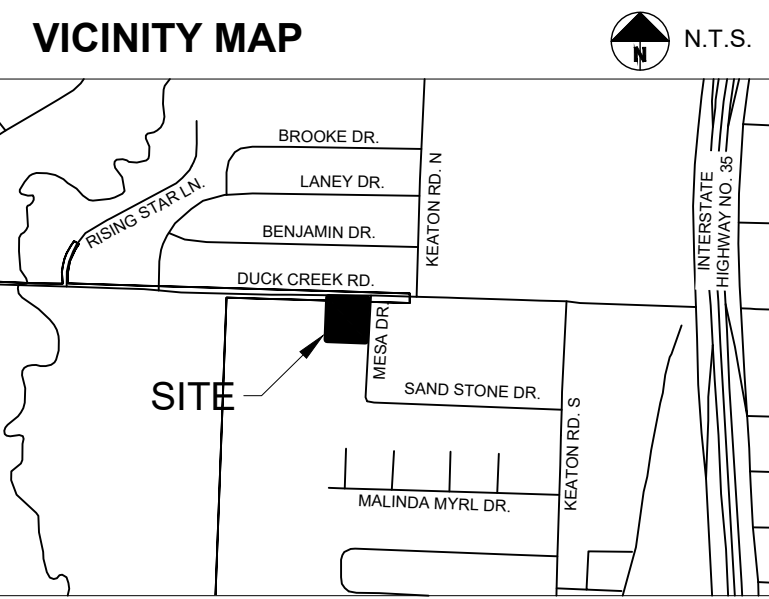 VICINITY MAP
N
N.T.S.
BROOKE DR.
LANEY DR.
RISING STAR LN.
BENJAMIN DR.
KEATON RD. N
INTERSTATE
HIGHWAY NO. 35
DUCK CREEK RD.
MESA DR.
SITE
SAND STONE DR.
KEATON RD. S
MALINDA MYRL DR.